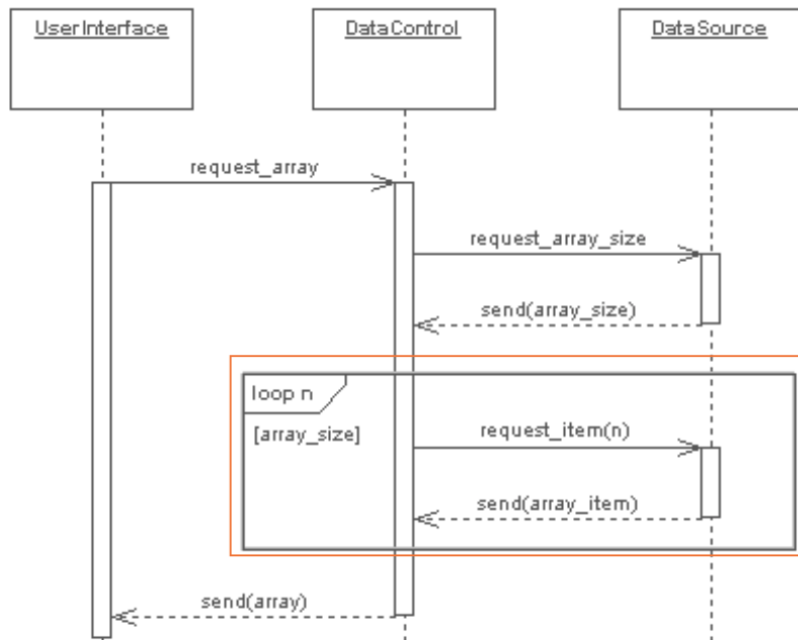 UserInterface
DataControl
DataSource
request_array
request_array_size
send(array_size)
loop n
[array_size]
request_item(n)
send(array_item)
send(array)